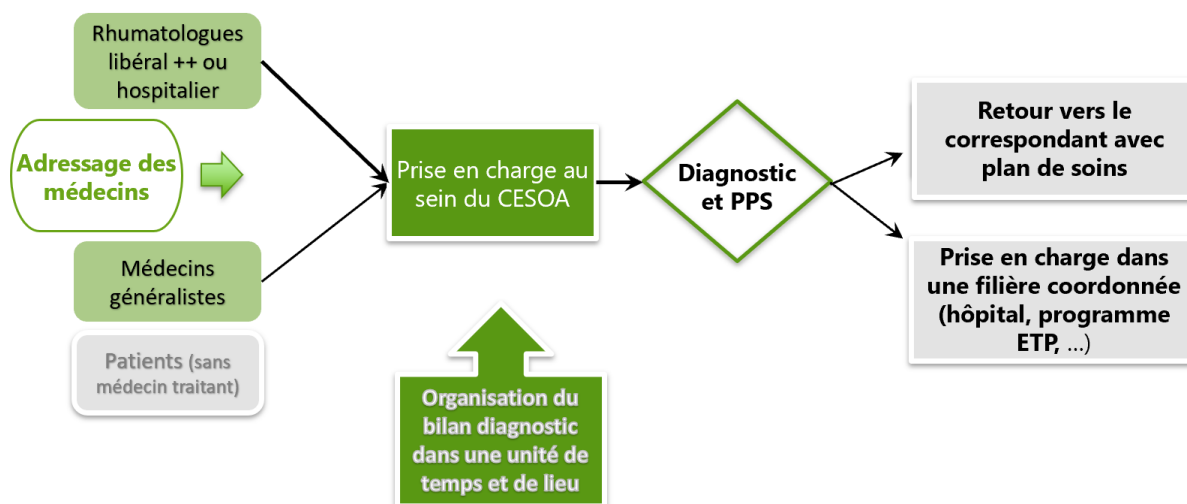 Rhumatologues
libéral ++ ou
hospitalier
Adressage des
médecins
Médecins
généralistes
Patients (sans
médecin traitant)
Prise en charge au
sein du CESOA
Organisation du
bilan diagnostic
dans une unité de
temps et de lieu
Diagnostic
et PPS
Retour vers le
correspondant avec
plan de soins
Prise en charge dans
une filière coordonnée
(hôpital, programme
ETP, ...)